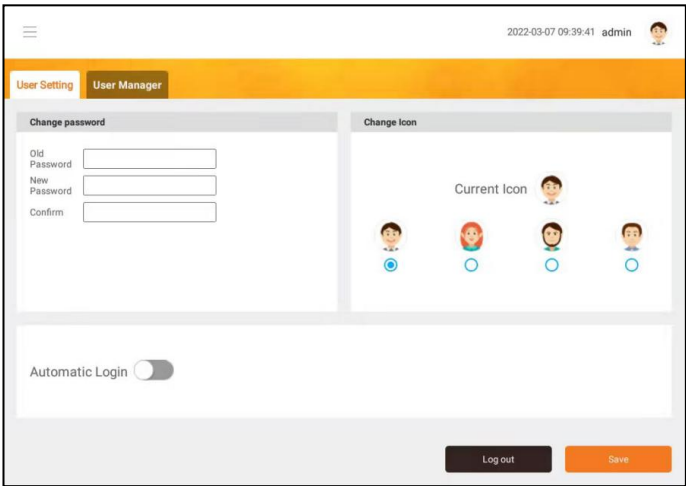 2022-03-07 09:39:41 admin
User Setting User Manager
Change password
Old
Password
New
Password
Confirm
Change Icon
Current Icon
Automatic Login
Log out Save